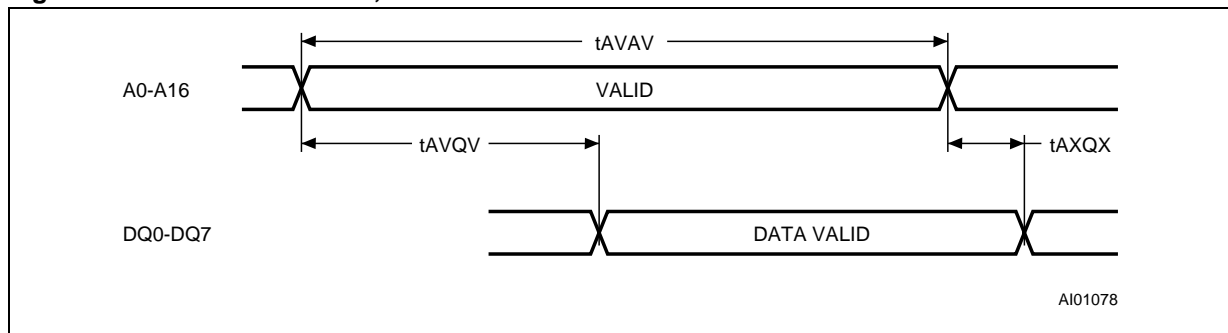 tAVAV
A0-A16
VALID
tAVQV
tAXQX
DQ0-DQ7
DATA VALID
AI01078